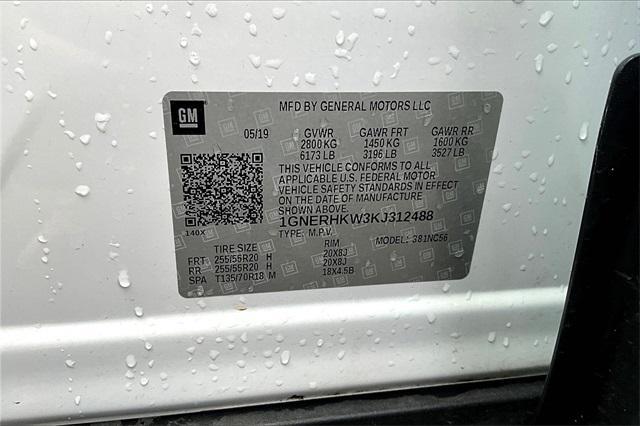 GM
MFD BY GENERAL MOTORS LLC
05/19 GVWR GAWR FRT GAWR RR
2800 KG 1450 KG 1600 KG
6173 LB 3196 LB 3527 LB
THIS VEHICLE CONFORMS TO ALL
APPLICABLE U.S. FEDERAL MOTOR
VEHICLE SAFETY STANDARDS IN EFFECT
ON THE DATE OF MANUFACTURE
SHOWN ABOVE.
1GNERHKW3KJ312488
140X TYPE: M.P.V. MODEL: 381NC56
TIRE SIZE RIM
FRT: 255/55R20 H 20X8J
RR 255/55R20 H 20X8J
SPA T135/70R18 M 18X4.5B